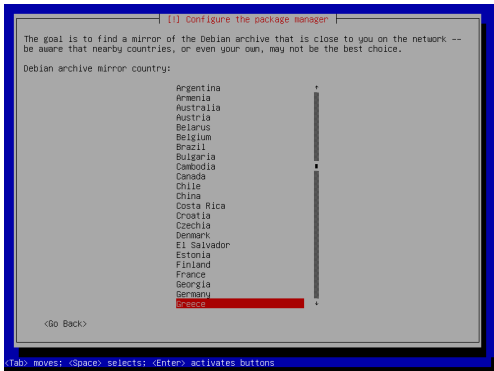 [!] Configure the package manager
The goal is to find a mirror of the Debian archive that is close to you on the network --
be aware that nearby countries, or even your own, may not be the best choice.
Debian archive mirror country:
Argentina
Armenia
Australia
Austria
Belarus
Belgium
Brazil
Bulgaria
Cambodia
Canada
Chile
China
Costa Rica
Croatia
Czechia
Denmark
El Salvador
Estonia
Finland
France
Georgia
Germany
Greece
<Go Back>
<Tab> moves; <Space> selects; <Enter> activates buttons